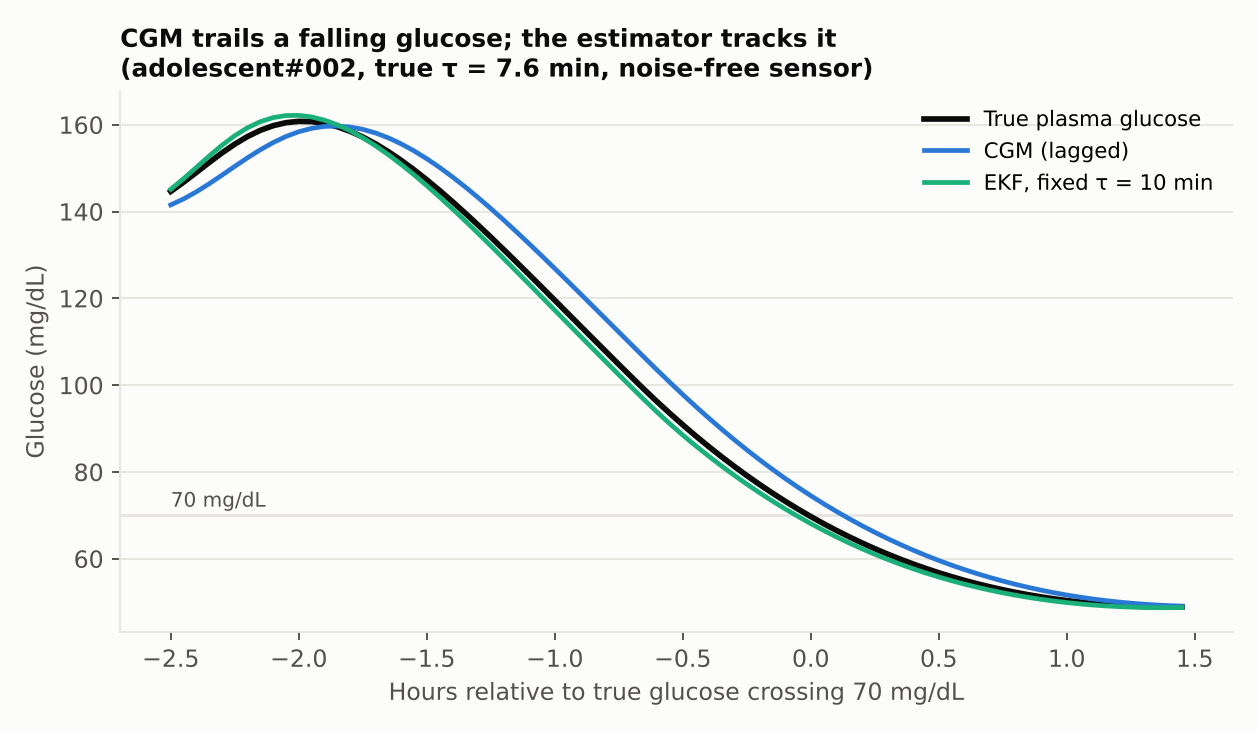 CGM trails a falling glucose; the estimator tracks it
(adolescent#002, true τ = 7.6 min, noise-free sensor)
True plasma glucose
CGM (lagged)
EKF, fixed τ = 10 min
Glucose (mg/dL)
160
140
120
100
80
60
70 mg/dL
−2.5 −2.0 −1.5 −1.0 −0.5 0.0 0.5 1.0 1.5
Hours relative to true glucose crossing 70 mg/dL